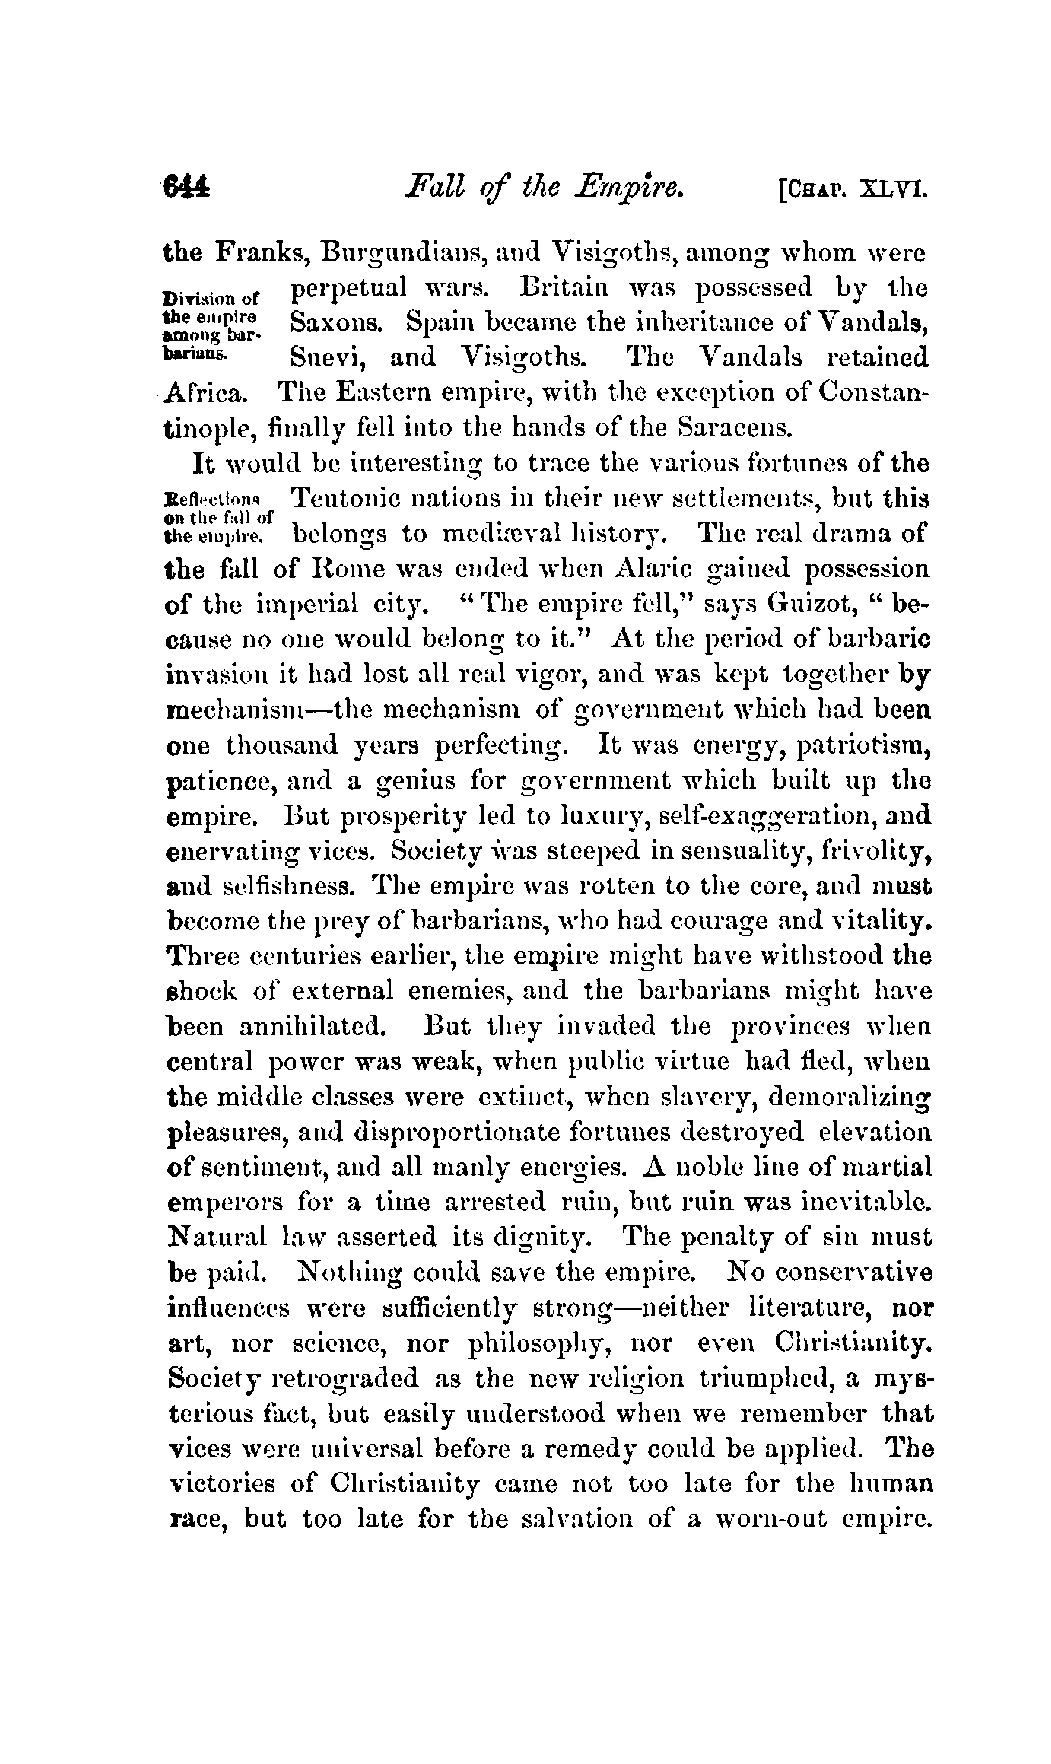 644 Fall of the Empire. [CHAP. XLVI.
the Franks, Burgundians, and Visigoths, among whom were
Division of
the empire
among bar-
barians.
perpetual wars. Britain was possessed by the
Saxons. Spain became the inheritance of Vandals,
Suevi, and Visigoths. The Vandals retained
Africa. The Eastern empire, with the exception of Constan-
tinople, finally fell into the hands of the Saracens.
It would be interesting to trace the various fortunes of the
Reflections
on the fall of
the empire.
Teutonic nations in their new settlements, but this
belongs to mediæval history. The real drama of
the fall of Rome was ended when Alaric gained possession
of the imperial city. “The empire fell,” says Guizot, “be-
cause no one would belong to it.” At the period of barbaric
invasion it had lost all real vigor, and was kept together by
mechanism—the mechanism of government which had been
one thousand years perfecting. It was energy, patriotism,
patience, and a genius for government which built up the
empire. But prosperity led to luxury, self-exaggeration, and
enervating vices. Society was steeped in sensuality, frivolity,
and selfishness. The empire was rotten to the core, and must
become the prey of barbarians, who had courage and vitality.
Three centuries earlier, the empire might have withstood the
shock of external enemies, and the barbarians might have
been annihilated. But they invaded the provinces when
central power was weak, when public virtue had fled, when
the middle classes were extinct, when slavery, demoralizing
pleasures, and disproportionate fortunes destroyed elevation
of sentiment, and all manly energies. A noble line of martial
emperors for a time arrested ruin, but ruin was inevitable.
Natural law asserted its dignity. The penalty of sin must
be paid. Nothing could save the empire. No conservative
influences were sufficiently strong—neither literature, nor
art, nor science, nor philosophy, nor even Christianity.
Society retrograded as the new religion triumphed, a mys-
terious fact, but easily understood when we remember that
vices were universal before a remedy could be applied. The
victories of Christianity came not too late for the human
race, but too late for the salvation of a worn-out empire.